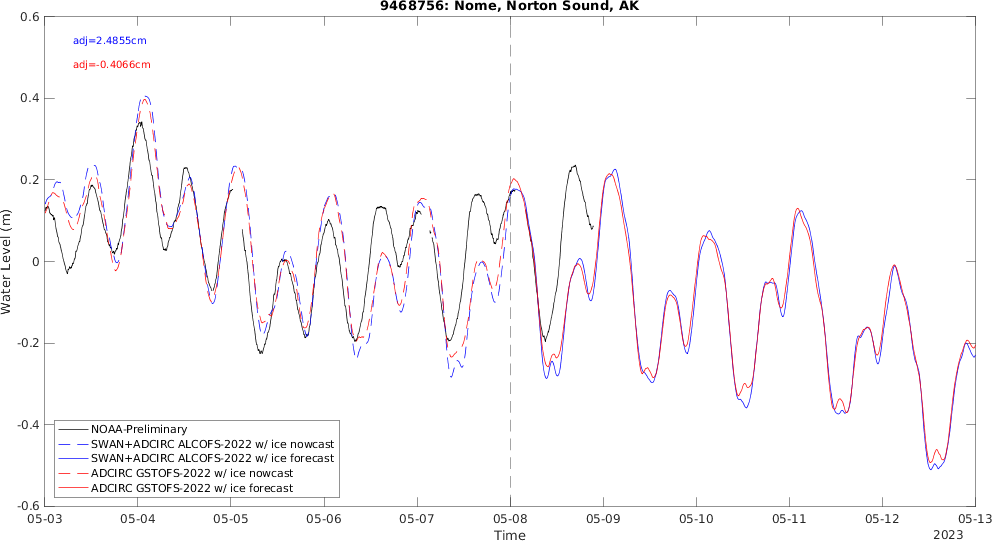 9468756: Nome, Norton Sound, AK
0.6
adj=2.4855cm
adj=-0.4066cm
0.4
0.2
0
-0.2
-0.4
-0.6
Water Level (m)
NOAA-Preliminary
SWAN+ADCIRC ALCOFS-2022 w/ ice nowcast
SWAN+ADCIRC ALCOFS-2022 w/ ice forecast
ADCIRC GSTOFS-2022 w/ ice nowcast
ADCIRC GSTOFS-2022 w/ ice forecast
05-03 05-04 05-05 05-06 05-07 05-08 05-09 05-10 05-11 05-12 05-13
Time
2023